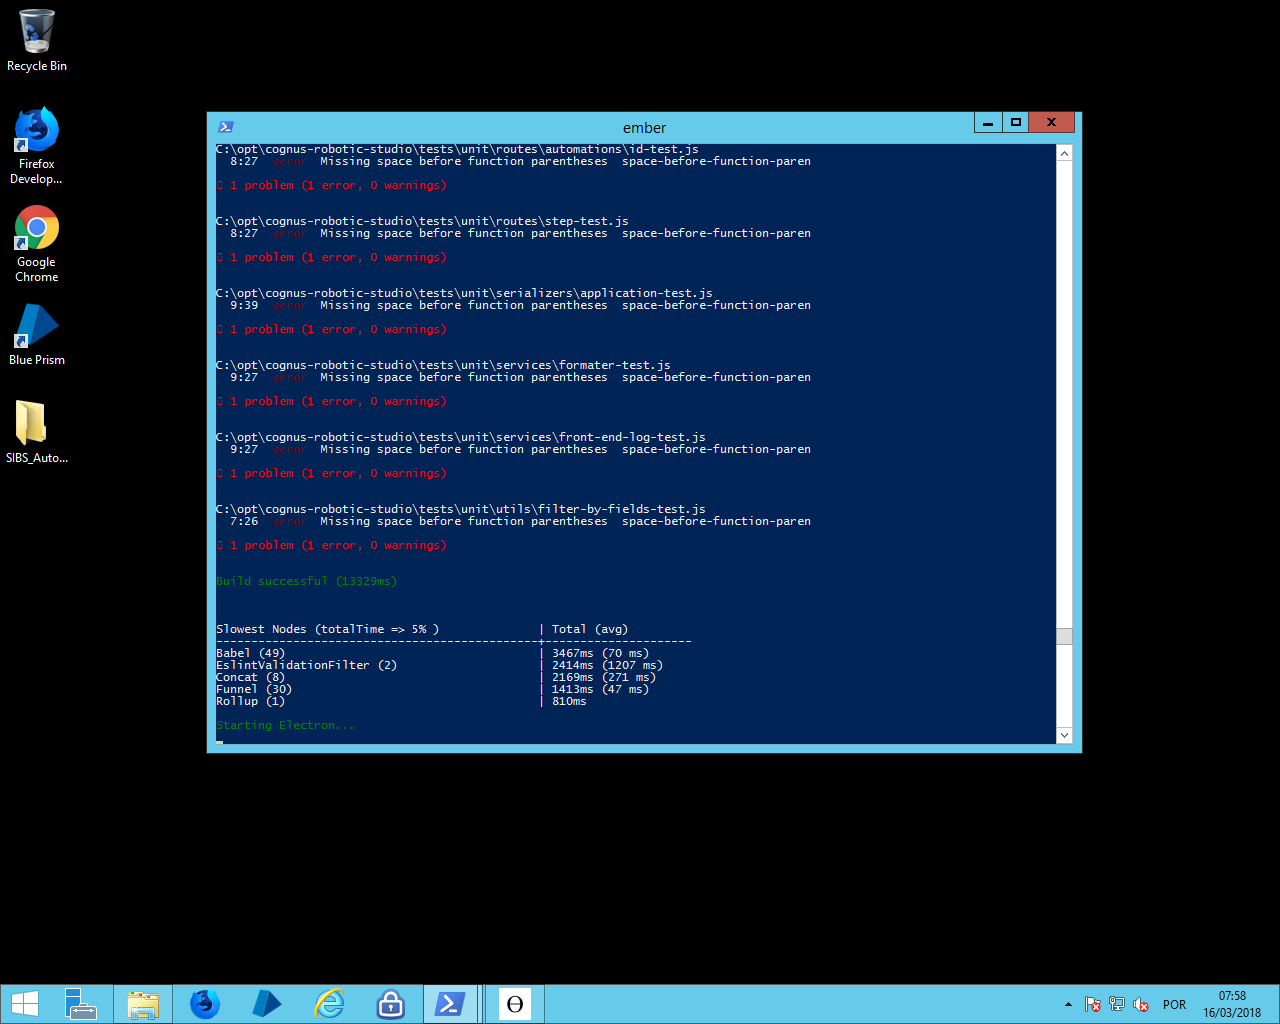 Recycle Bin
Firefox
Develop...
Google
Chrome
Blue Prism
SIBS_Auto...
ember
C:\opt\cognus-robotic-studio\tests\unit\routes\automations\id-test.js
8:27 error Missing space before function parentheses space-before-function-paren
1 problem (1 error, 0 warnings)
C:\opt\cognus-robotic-studio\tests\unit\routes\step-test.js
8:27 error Missing space before function parentheses space-before-function-paren
1 problem (1 error, 0 warnings)
C:\opt\cognus-robotic-studio\tests\unit\serializers\application-test.js
9:39 error Missing space before function parentheses space-before-function-paren
1 problem (1 error, 0 warnings)
C:\opt\cognus-robotic-studio\tests\unit\services\formater-test.js
9:27 error Missing space before function parentheses space-before-function-paren
1 problem (1 error, 0 warnings)
C:\opt\cognus-robotic-studio\tests\unit\services\front-end-log-test.js
9:27 error Missing space before function parentheses space-before-function-paren
1 problem (1 error, 0 warnings)
C:\opt\cognus-robotic-studio\tests\unit\utils\filter-by-fields-test.js
7:26 error Missing space before function parentheses space-before-function-paren
1 problem (1 error, 0 warnings)
Build successful (13329ms)
Slowest Nodes (totalTime => 5% ) | Total (avg)
----------------------------------------------+---------------------
Babel (49) | 3467ms (70 ms)
EslintValidationFilter (2) | 2414ms (1207 ms)
Concat (8) | 2169ms (271 ms)
Funnel (30) | 1413ms (47 ms)
Rollup (1) | 810ms
Starting Electron...
POR
07:58
16/03/2018